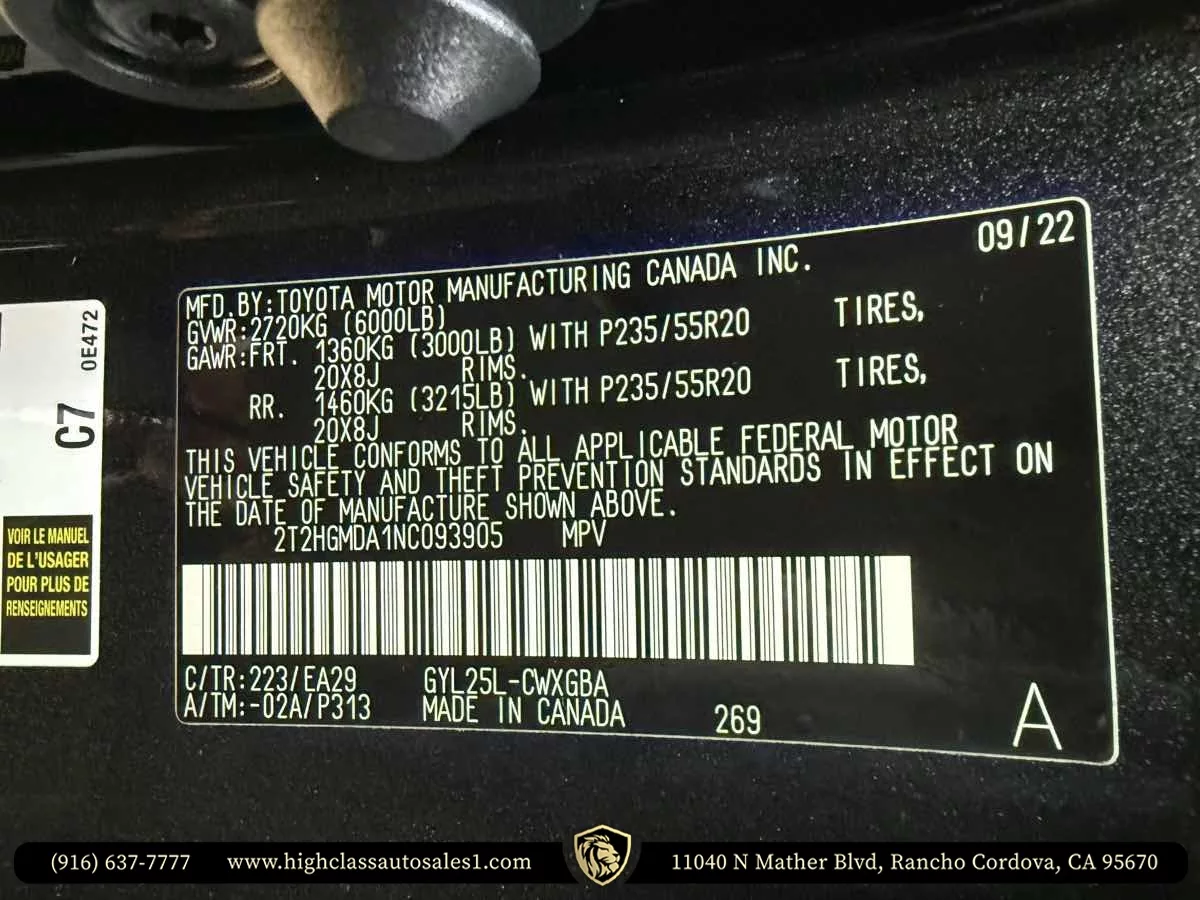 09/22
MFD.BY:TOYOTA MOTOR MANUFACTURING CANADA INC.
GVWR:2720KG (6000LB)
GAWR:FRT. 1360KG (3000LB) WITH P235/55R20 TIRES,
20X8J RIMS.
RR. 1460KG (3215LB) WITH P235/55R20 TIRES,
20X8J RIMS.
THIS VEHICLE CONFORMS TO ALL APPLICABLE FEDERAL MOTOR
VEHICLE SAFETY AND THEFT PREVENTION STANDARDS IN EFFECT ON
THE DATE OF MANUFACTURE SHOWN ABOVE.
2T2HGMDA1NC093905 MPV
C/TR:223/EA29 GYL25L-CWXGBA
A/TM:-02A/P313 MADE IN CANADA 269 A
C7 0E472
VOIR LE MANUEL
DE L'USAGER
POUR PLUS DE
RENSEIGNEMENTS
(916) 637-7777 www.highclassautosales1.com 11040 N Mather Blvd, Rancho Cordova, CA 95670